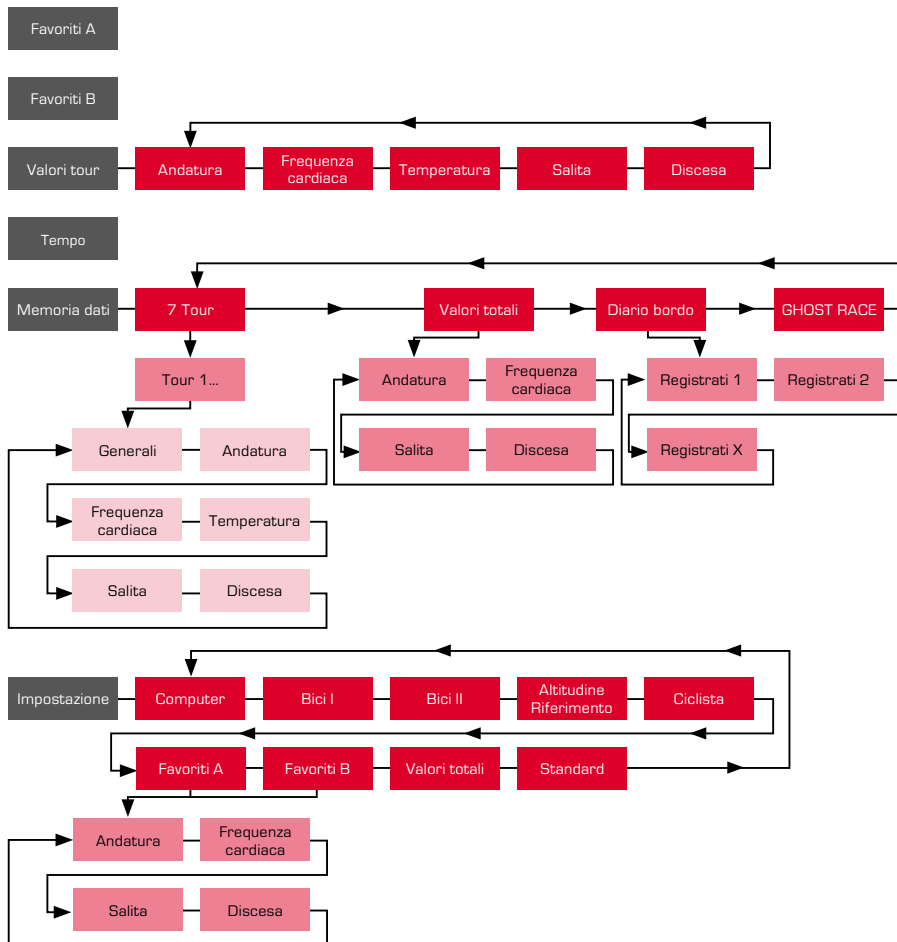 Favoriti A
Favoriti B
Valori tour
Andatura
Frequenza
cardiaca
Temperatura
Salita
Discesa
Tempo
Memoria dati
7 Tour
Valori totali
Diario bordo
GHOST RACE
Tour 1...
Andatura
Frequenza
cardiaca
Registrati 1
Registrati 2
Generali
Andatura
Salita
Discesa
Registrati X
Frequenza
cardiaca
Temperatura
Salita
Discesa
Impostazione
Computer
Bici I
Bici II
Altitudine
Riferimento
Ciclista
Favoriti A
Favoriti B
Valori totali
Standard
Andatura
Frequenza
cardiaca
Salita
Discesa